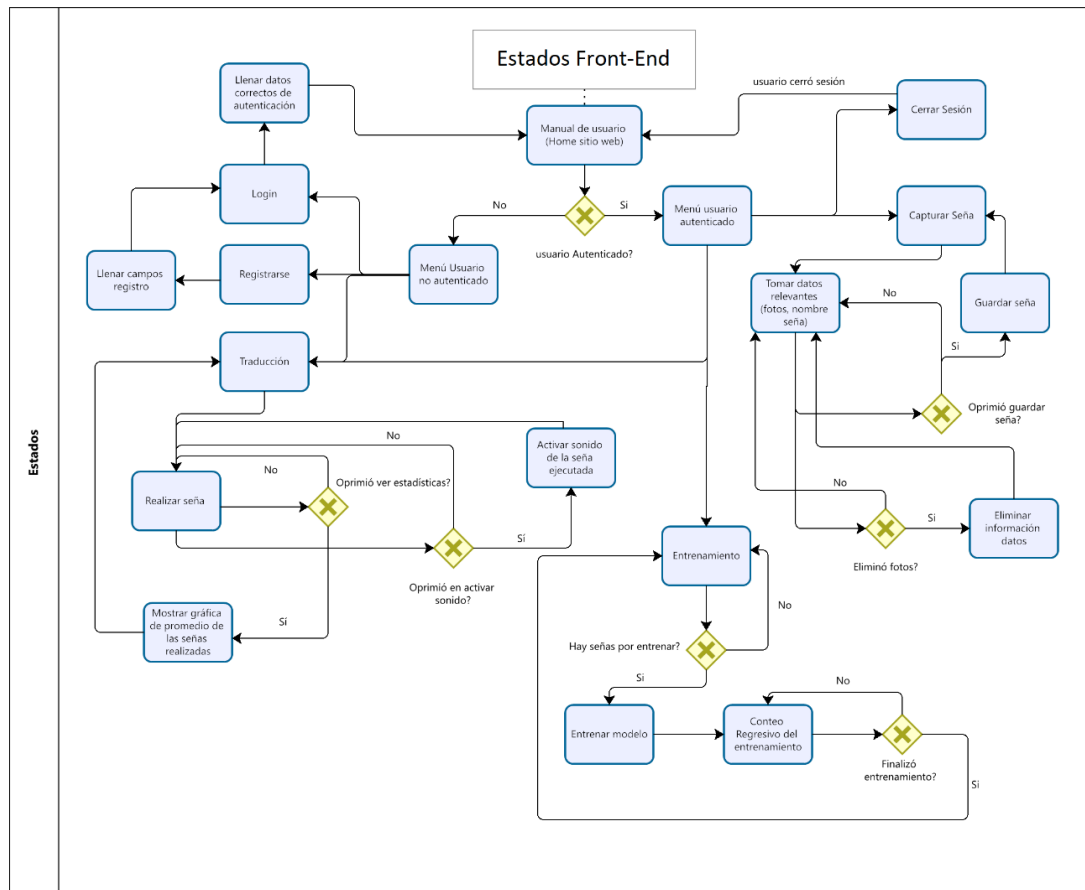 Estados Front-End
Llenar datos
correctos de
autenticación
usuario cerró sesión
Cerrar Sesión
Manual de usuario
(Home sitio web)
Login
No
Si
Menú usuario
autenticado
Capturar Seña
usuario Autenticado?
Llenar campos
registro
Registrarse
Menú Usuario
no autenticado
Tomar datos
relevantes
(fotos, nombre
seña)
No
Guardar seña
Si
Traducción
Oprimió guardar
seña?
Estados
No
Activar sonido
de la seña
ejecutada
No
Oprimió ver estadísticas?
Realizar seña
Sí
Oprimió en activar
sonido?
No
Si
Eliminar
información
datos
Eliminó fotos?
Entrenamiento
No
Mostrar gráfica
de promedio de
las señas
realizadas
Sí
Hay señas por entrenar?
Si
No
Entrenar modelo
Conteo
Regresivo del
entrenamiento
Finalizó
entrenamiento?
Si